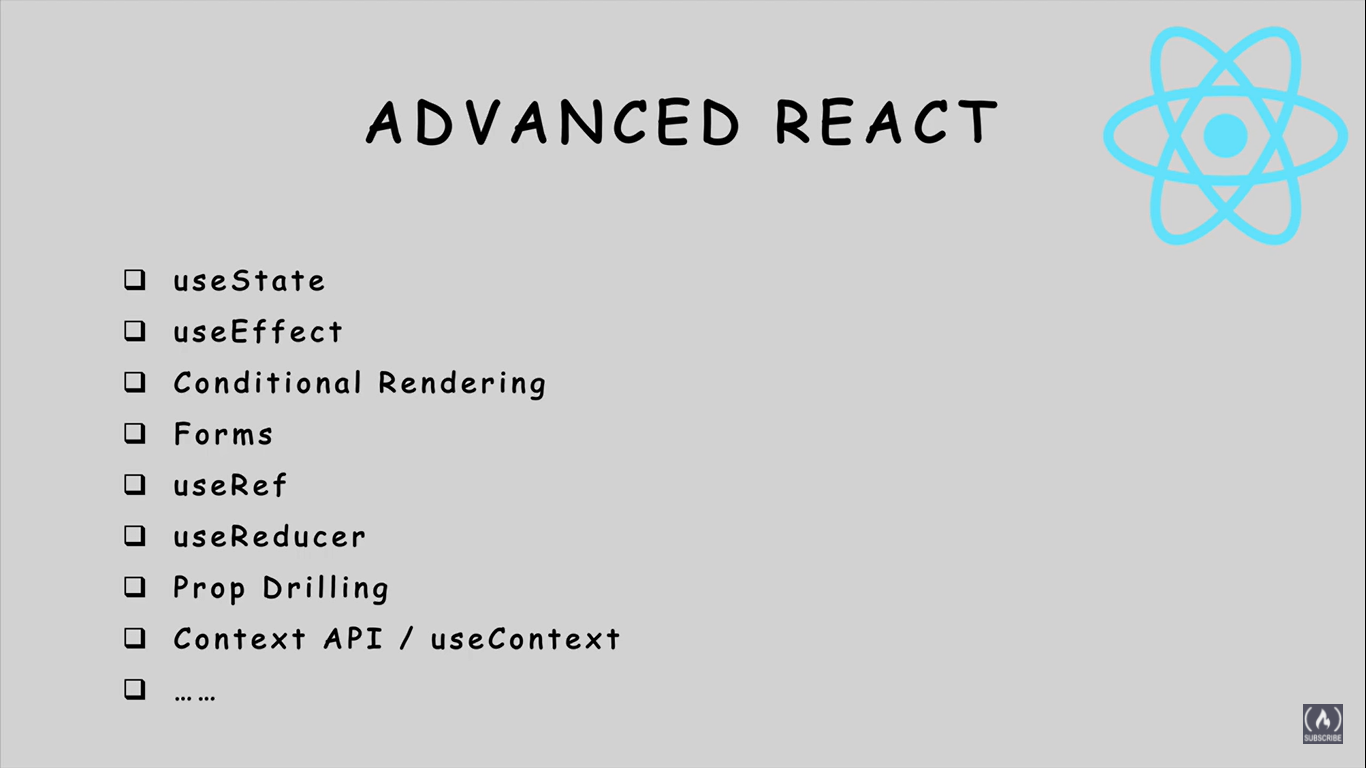 ADVANCED REACT
useState
useEffect
Conditional Rendering
Forms
useRef
useReducer
Prop Drilling
Context API / useContext
……
SUBSCRIBE